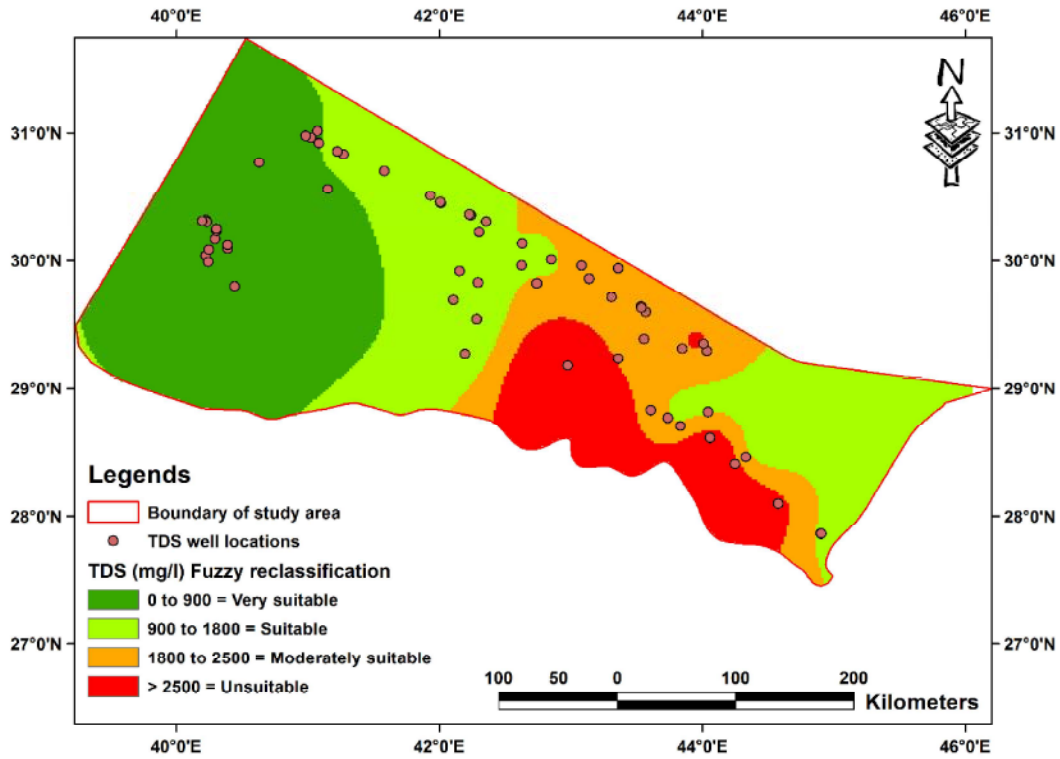 40°0'E 42°0'E 44°0'E 46°0'E
N
31°0'N 31°0'N
30°0'N 30°0'N
29°0'N 29°0'N
28°0'N 28°0'N
27°0'N 27°0'N
Legends
Boundary of study area
TDS well locations
TDS (mg/l) Fuzzy reclassification
0 to 900 = Very suitable
900 to 1800 = Suitable
1800 to 2500 = Moderately suitable
> 2500 = Unsuitable
100 50 0 100 200
Kilometers
40°0'E 42°0'E 44°0'E 46°0'E